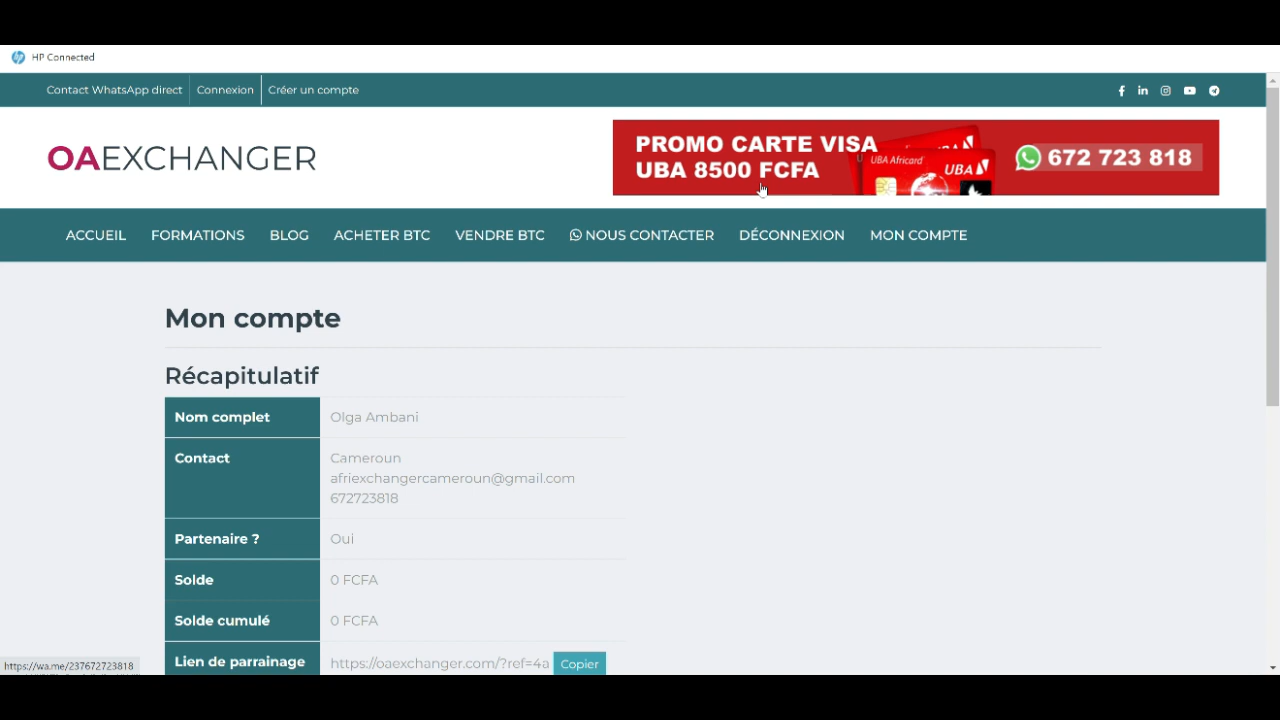 HP Connected
Contact WhatsApp direct Connexion Créer un compte
OAEXCHANGER
PROMO CARTE VISA
UBA 8500 FCFA
UBA Africard
UBA
672 723 818
ACCUEIL FORMATIONS BLOG ACHETER BTC VENDRE BTC NOUS CONTACTER DÉCONNEXION MON COMPTE
Mon compte
Récapitulatif
Nom complet Olga Ambani
Contact Cameroun
afriexchangercameroun@gmail.com
672723818
Partenaire ? Oui
Solde 0 FCFA
Solde cumulé 0 FCFA
Lien de parrainage https://oaexchanger.com/?ref=4a Copier
https://wa.me/237672723818